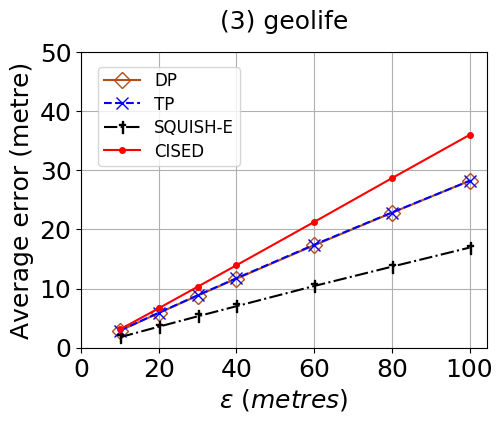 (3) geolife
Average error (metre)
50
40
30
20
10
0
DP
TP
SQUISH-E
CISED
0 20 40 60 80 100
ε (metres)